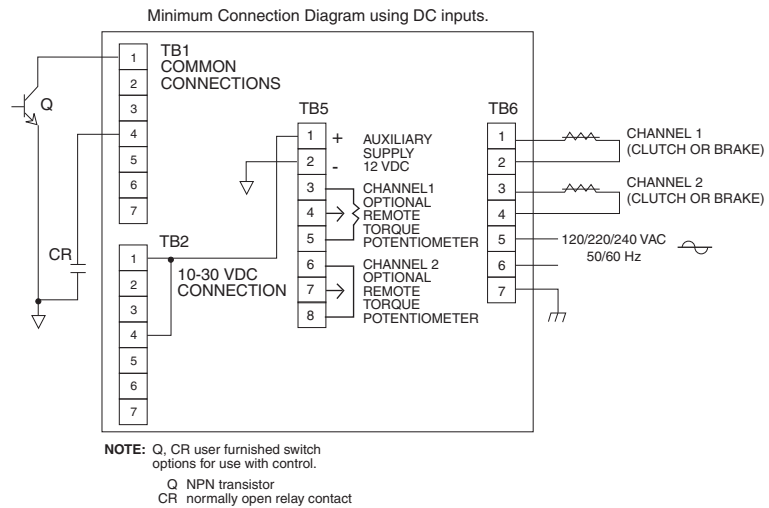 Minimum Connection Diagram using DC inputs.
TB1
COMMON
CONNECTIONS
1
2
3
4
5
6
7
Q
CR
TB2
1
2
3
4
5
6
7
10-30 VDC
CONNECTION
TB5
1
2
3
4
5
6
7
8
+
-
AUXILIARY
SUPPLY
12 VDC
CHANNEL1
OPTIONAL
REMOTE
TORQUE
POTENTIOMETER
CHANNEL 2
OPTIONAL
REMOTE
TORQUE
POTENTIOMETER
TB6
1
2
3
4
5
6
7
CHANNEL 1
(CLUTCH OR BRAKE)
CHANNEL 2
(CLUTCH OR BRAKE)
120/220/240 VAC
50/60 Hz
NOTE: Q, CR user furnished switch
options for use with control.
Q NPN transistor
CR normally open relay contact